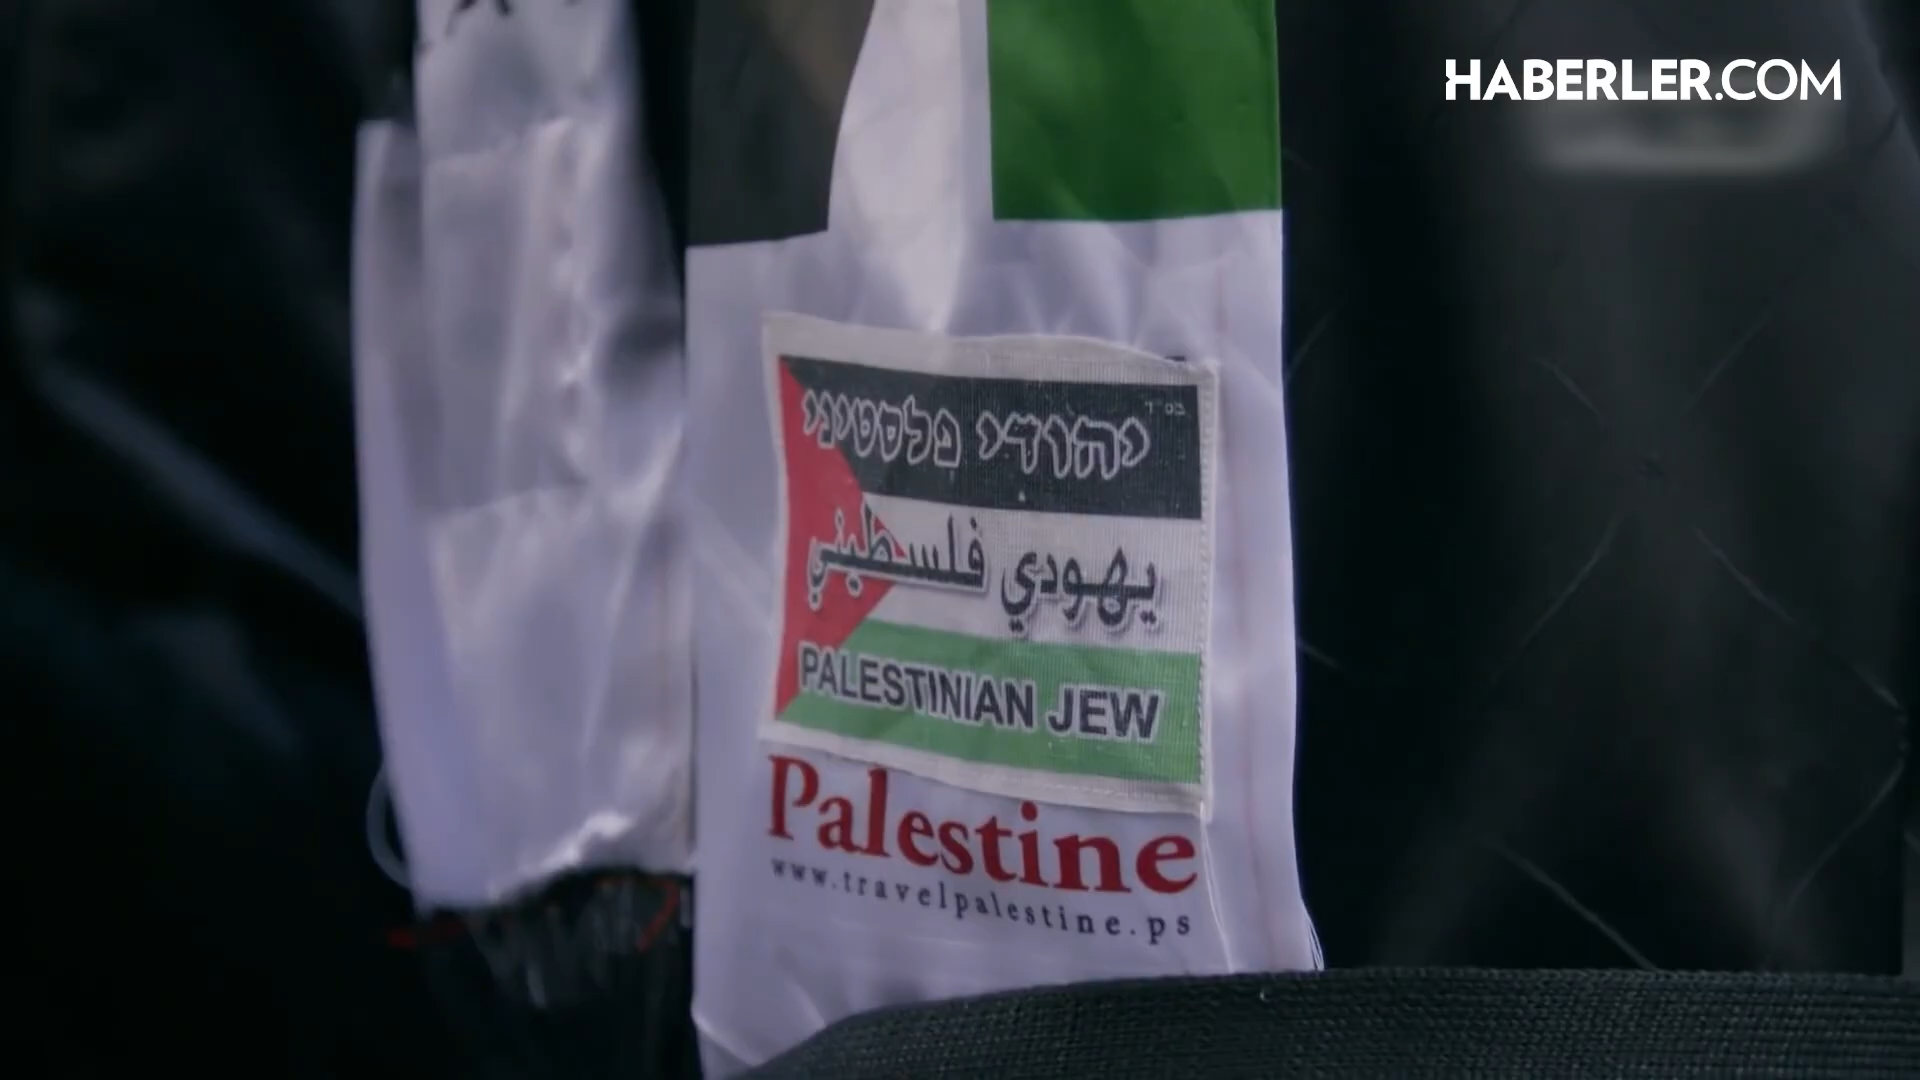 HABERLER.COM
בס"ד
יהודי פלסטיני
يهودي فلسطيني
PALESTINIAN JEW
Palestine
www.travelpalestine.ps